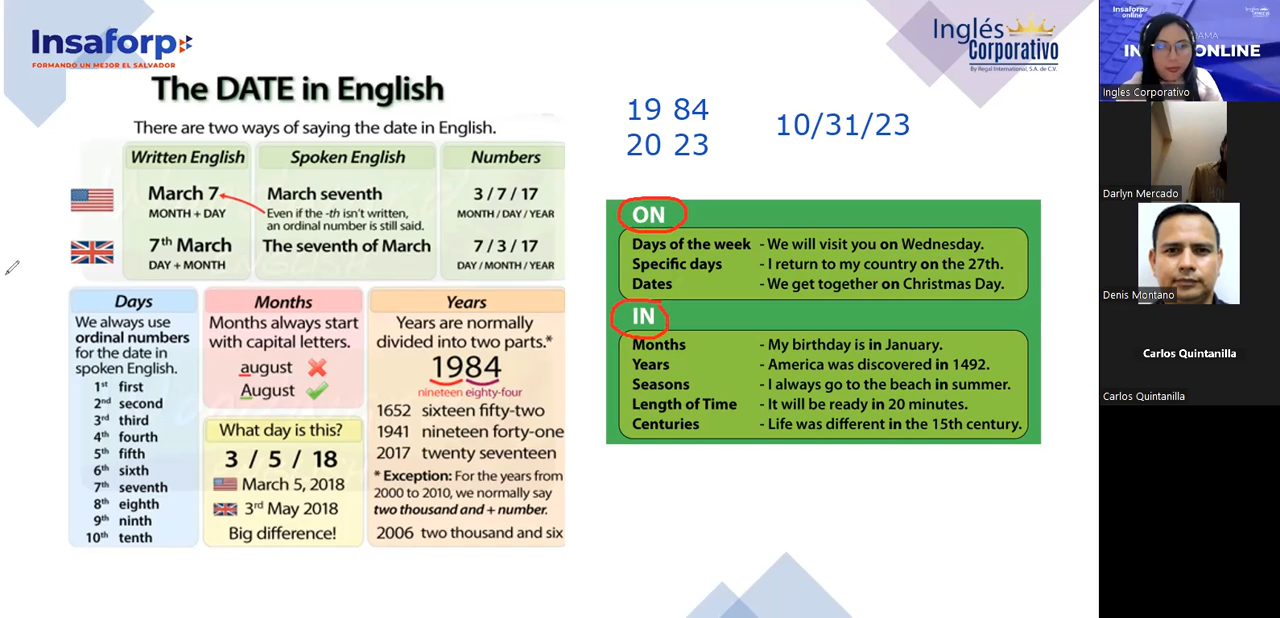 Insaforp
FORMANDO UN MEJOR EL SALVADOR
Inglés
Corporativo
By Regal International, S.A. de C.V.
The DATE in English
There are two ways of saying the date in English.
Written English Spoken English Numbers
March 7 March seventh 3 / 7 / 17
MONTH + DAY Even if the -th isn't written, an ordinal number is still said. MONTH / DAY / YEAR
7th March The seventh of March 7 / 3 / 17
DAY + MONTH DAY / MONTH / YEAR
Days
We always use
ordinal numbers
for the date in
spoken English.
1st first
2nd second
3rd third
4th fourth
5th fifth
6th sixth
7th seventh
8th eighth
9th ninth
10th tenth
Months
Months always start
with capital letters.
august
August
What day is this?
3 / 5 / 18
March 5, 2018
3rd May 2018
Big difference!
Years
Years are normally
divided into two parts.*
1984
nineteen eighty-four
1652 sixteen fifty-two
1941 nineteen forty-one
2017 twenty seventeen
* Exception: For the years from
2000 to 2010, we normally say
two thousand and + number.
2006 two thousand and six
19 84
20 23
10/31/23
ON
Days of the week - We will visit you on Wednesday.
Specific days - I return to my country on the 27th.
Dates - We get together on Christmas Day.
IN
Months - My birthday is in January.
Years - America was discovered in 1492.
Seasons - I always go to the beach in summer.
Length of Time - It will be ready in 20 minutes.
Centuries - Life was different in the 15th century.
Insaforp
online
ONLINE
Ingles Corporativo
Darlyn Mercado
Denis Montano
Carlos Quintanilla
Carlos Quintanilla